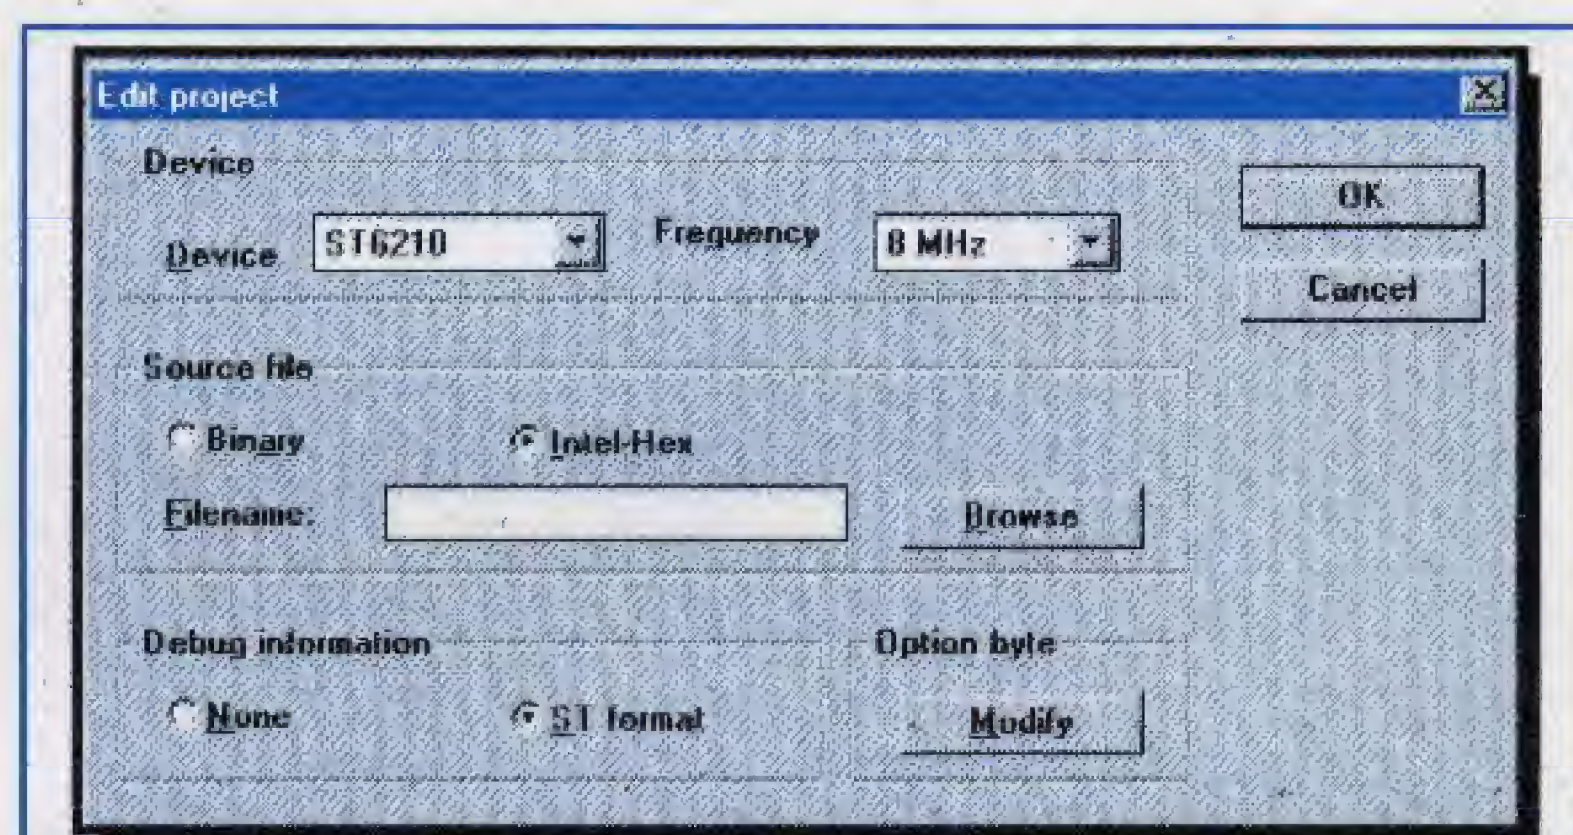 Edit project
Device
Device ST6210 Frequency 8 MHz
OK
Cancel
Source file
Binary Intel-Hex
Filename: Browse
Debug information
None ST format
Option byte
Modify